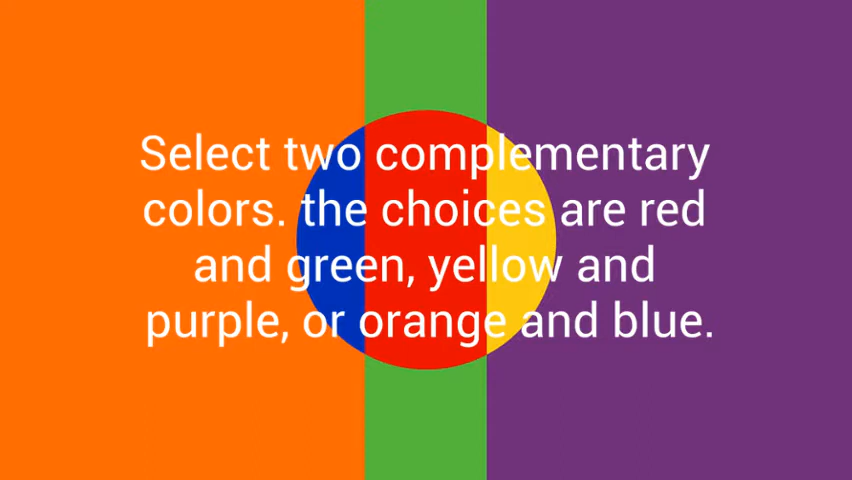 Select two complementary
colors. the choices are red
and green, yellow and
purple, or orange and blue.